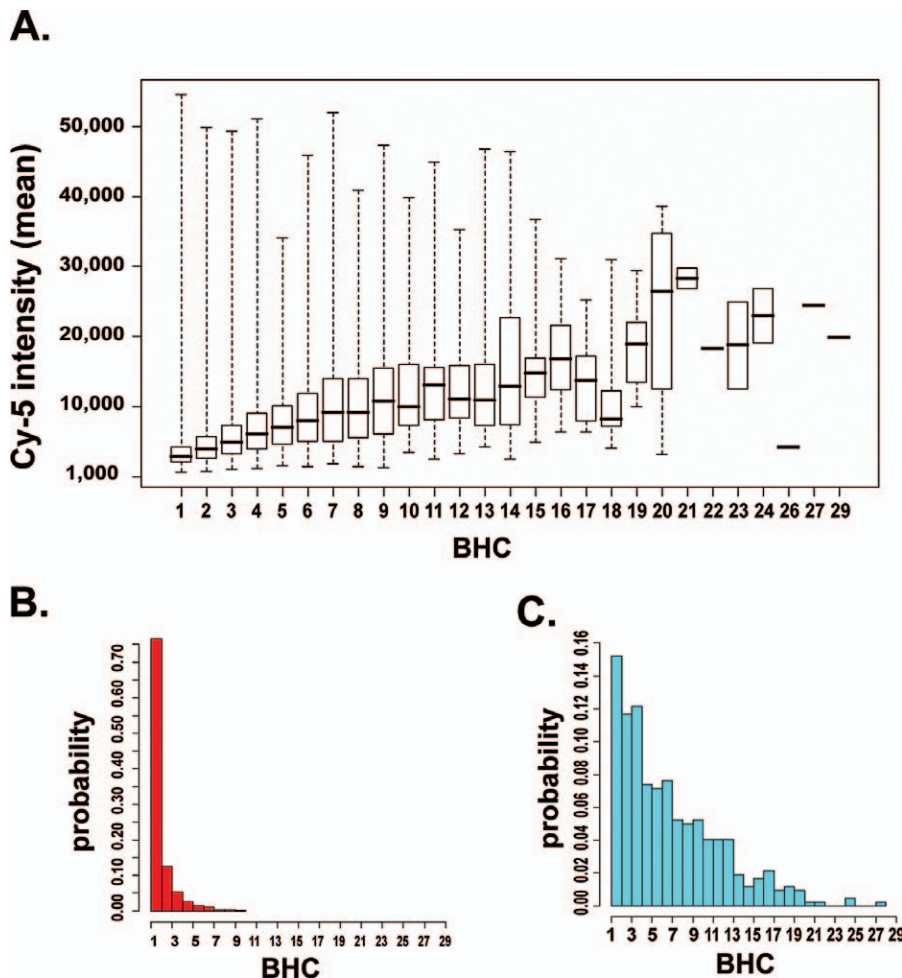 A.
Cy-5 intensity (mean)
50,000
40,000
30,000
20,000
10,000
1,000
1 2 3 4 5 6 7 8 9 10 11 12 13 14 15 16 17 18 19 20 21 22 23 24 26 27 29
BHC
B.
probability
0.70
0.60
0.50
0.40
0.30
0.20
0.10
0.00
1 3 5 7 9 11 13 15 17 19 21 23 25 27 29
BHC
C.
probability
0.16
0.14
0.12
0.10
0.08
0.06
0.04
0.02
0.00
1 3 5 7 9 11 13 15 17 19 21 23 25 27 29
BHC